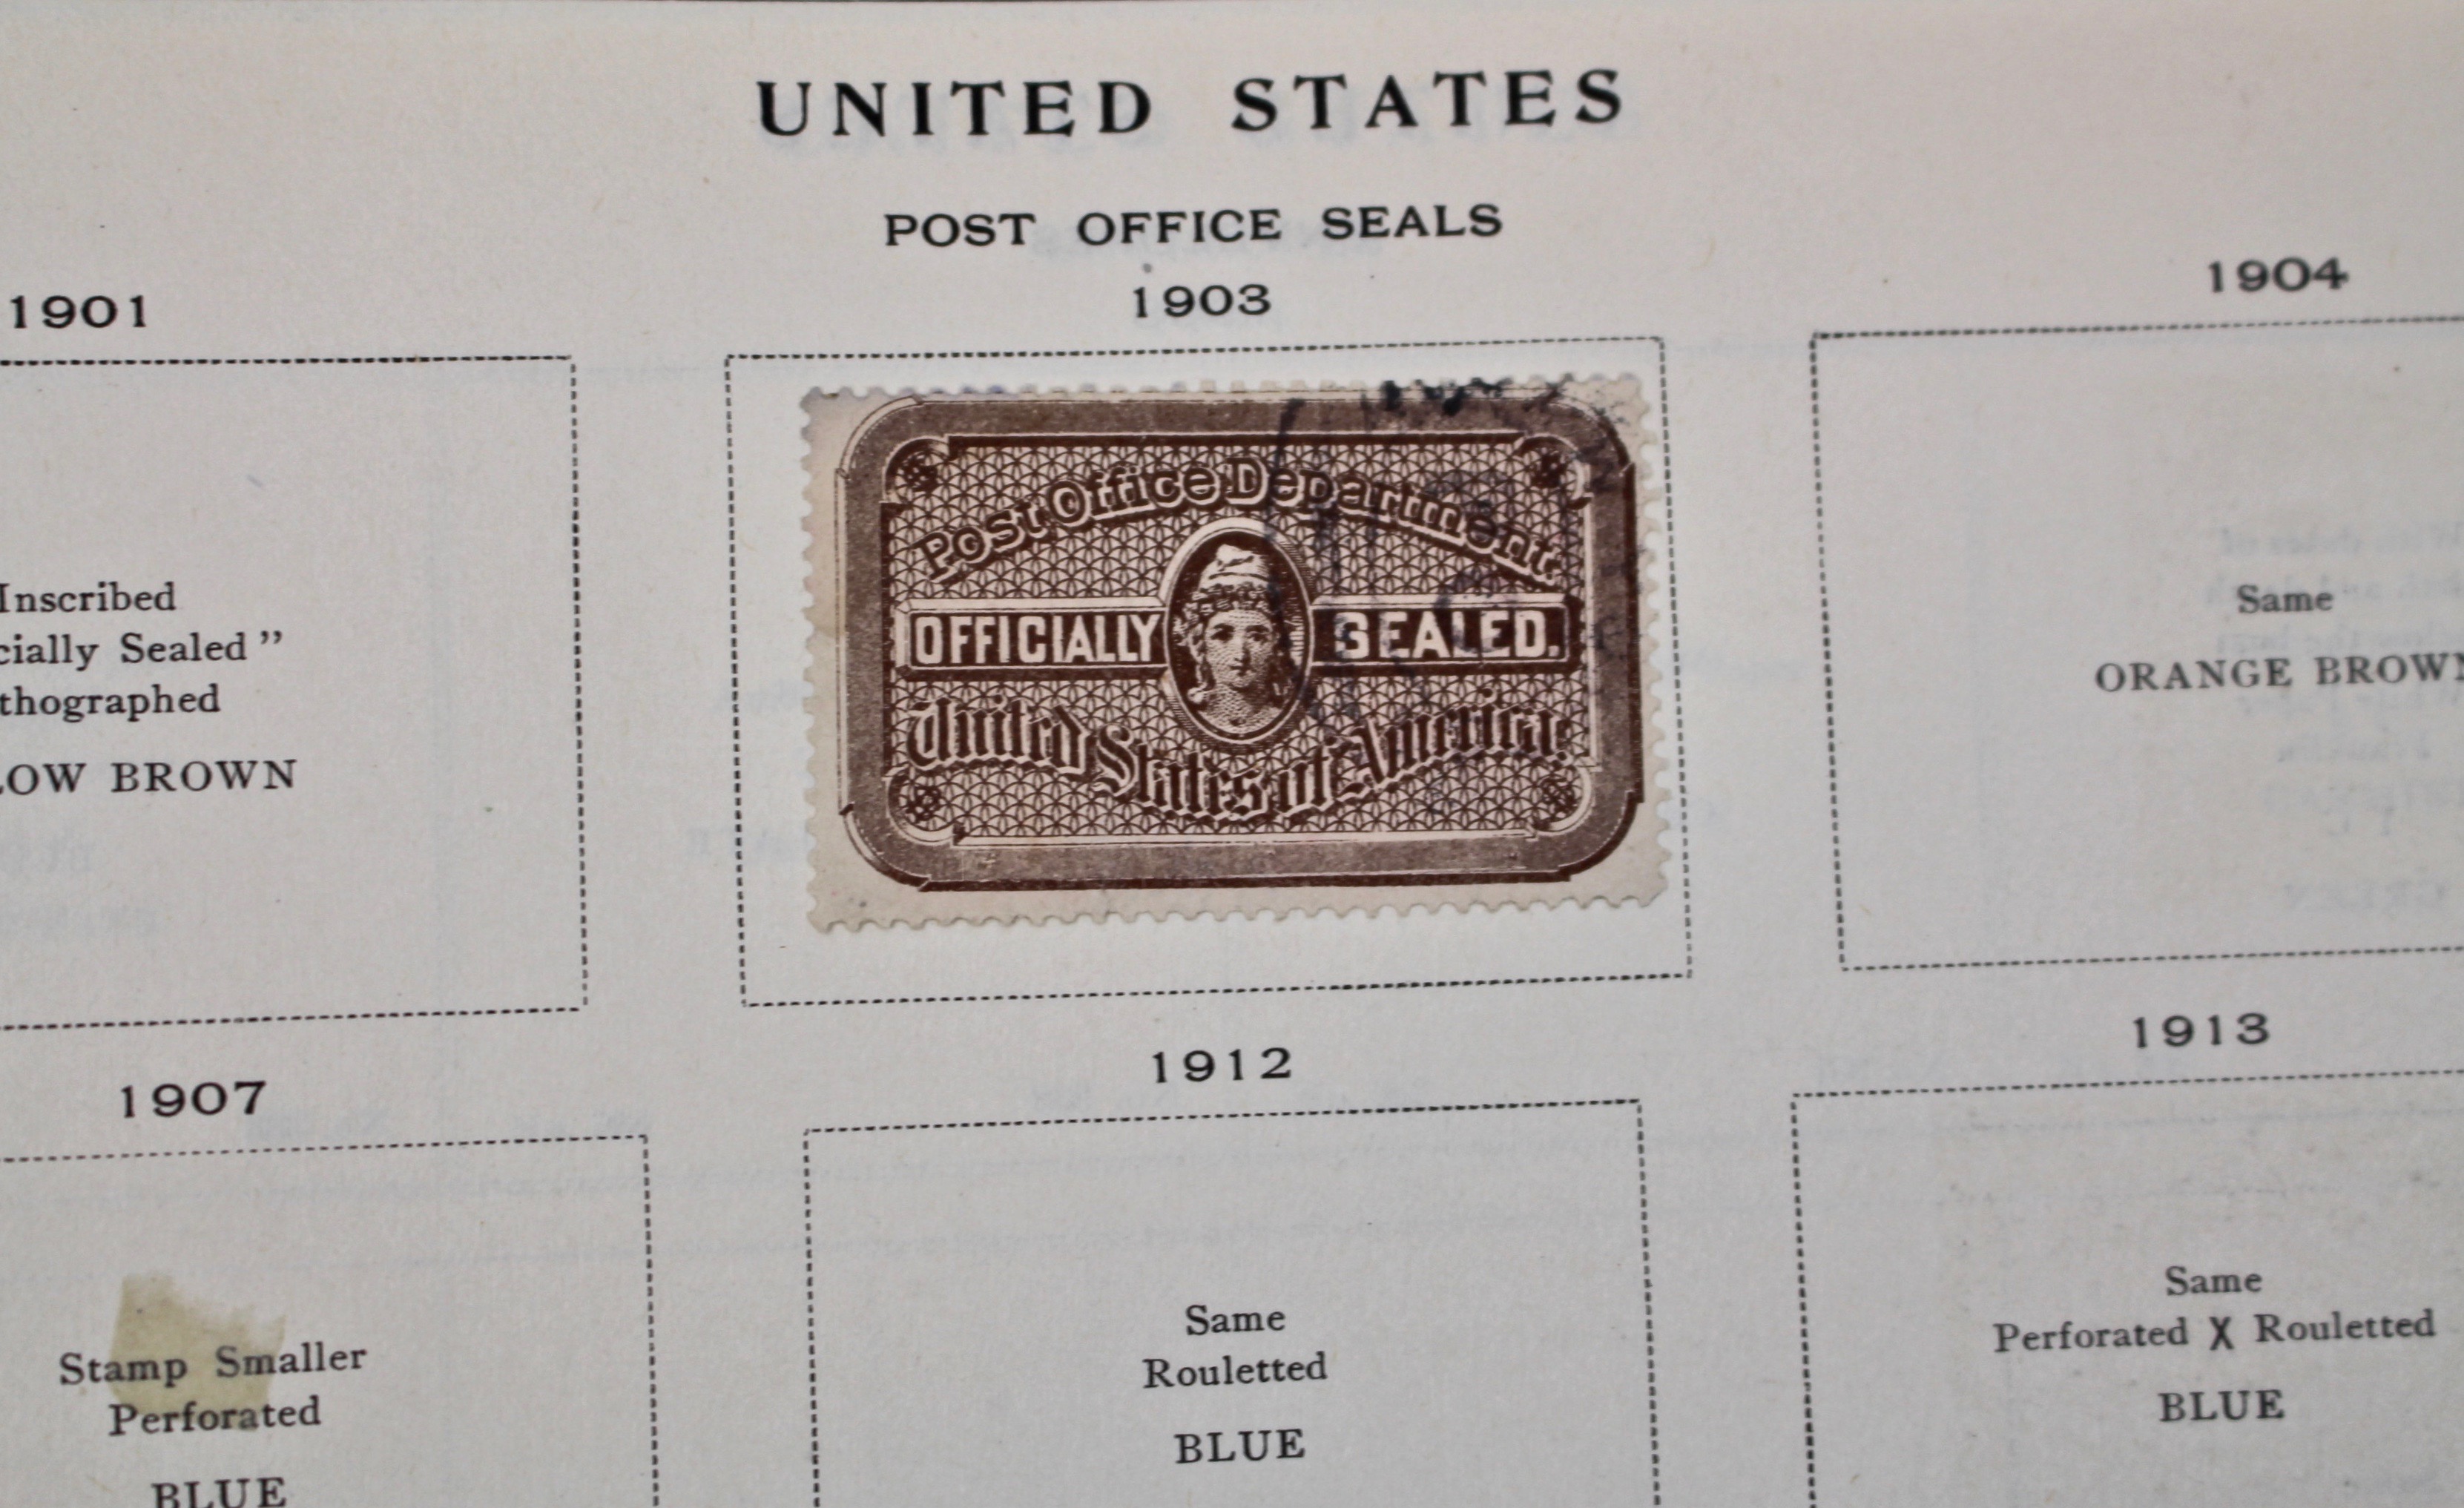 UNITED STATES
POST OFFICE SEALS
1901
1903
1904
Inscribed
cially Sealed"
thographed
LOW BROWN
Post Office Department.
OFFICIALLY SEALED.
United States of America.
Same
ORANGE BROWN
1907
1912
1913
Stamp Smaller
Perforated
BLUE
Same
Rouletted
BLUE
Same
Perforated X Rouletted
BLUE